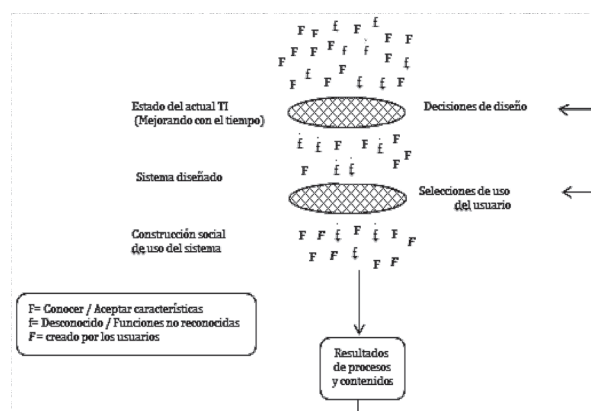 F F f F F f
F F F f f F F
F f F f f F f F
Estado del actual TI
(Mejorando con el tiempo)
Decisiones de diseño
f f F F f F
F f f F F
Sistema diseñado
Selecciones de uso
del usuario
Construcción social
de uso del sistema
F F f F f F F
F F f F F
F= Conocer / Aceptar características
f= Desconocido / Funciones no reconocidas
F = creado por los usuarios
Resultados
de procesos
y contenidos